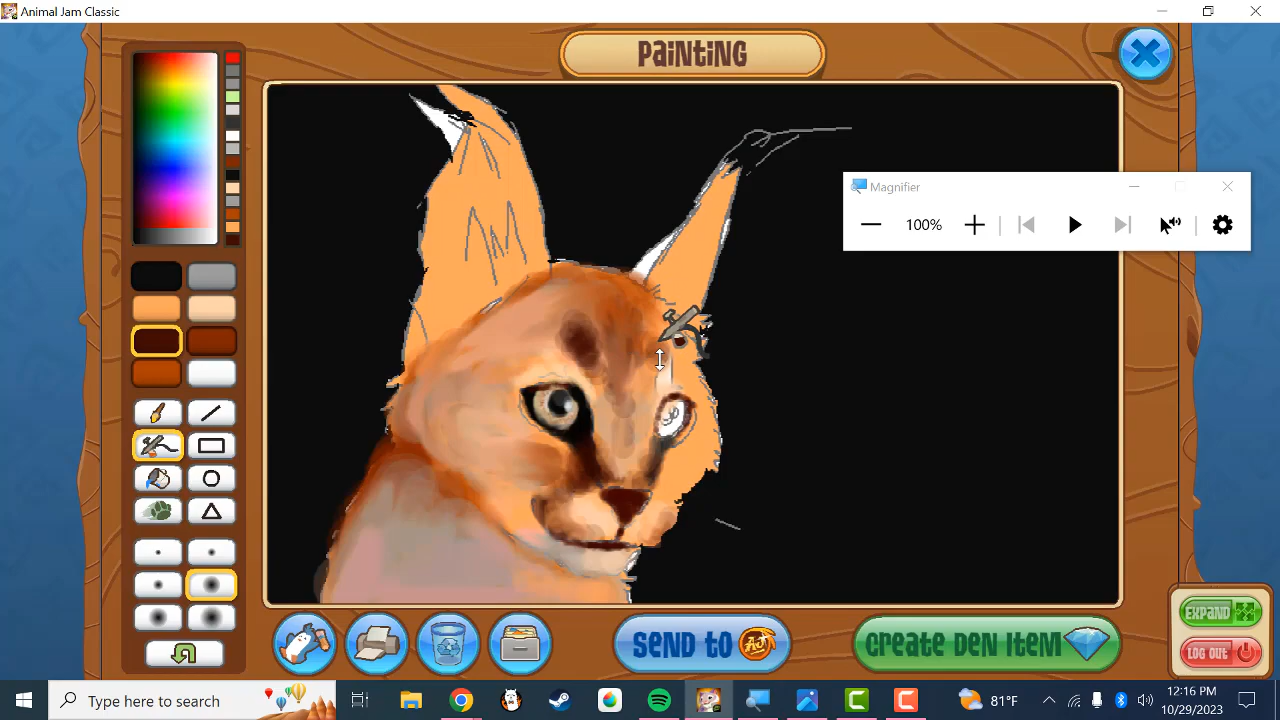 Animal Jam Classic
PAINTING
Magnifier
100%
SEND TO AJ
CREATE DEN ITEM
EXPAND
LOG OUT
Type here to search
81°F
12:16 PM
10/29/2023